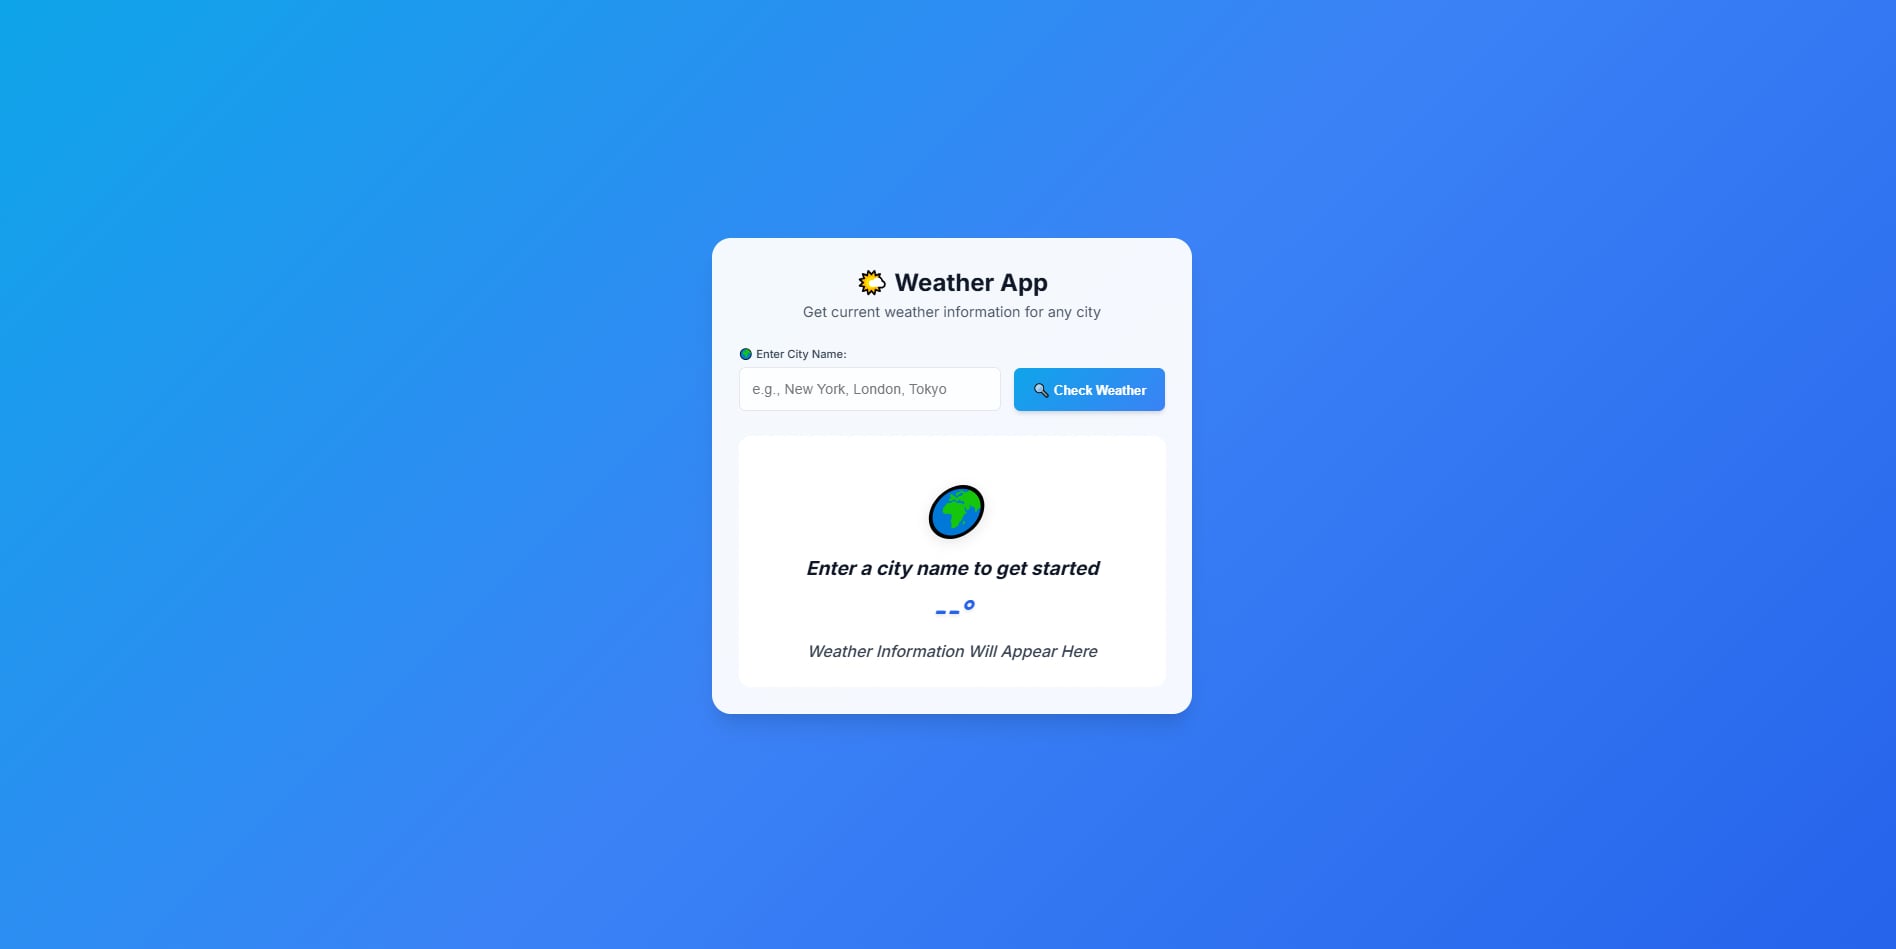 Weather App
Get current weather information for any city
Enter City Name:
e.g., New York, London, Tokyo
Check Weather
Enter a city name to get started
--°
Weather Information Will Appear Here